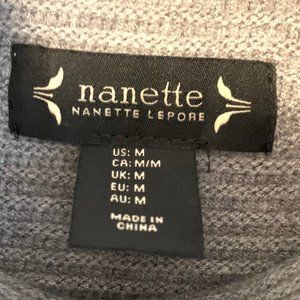 nanette
NANETTE LEPORE
US: M
CA: M/M
UK: M
EU: M
AU: M
MADE IN
CHINA